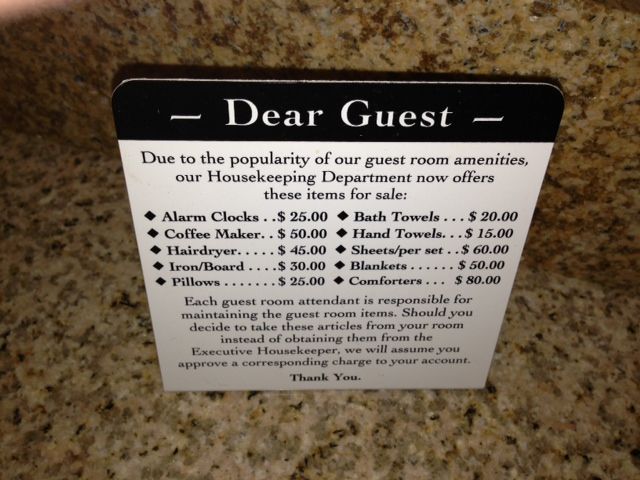 — Dear Guest —
Due to the popularity of our guest room amenities,
our Housekeeping Department now offers
these items for sale:
◆ Alarm Clocks . . $ 25.00 ◆ Bath Towels . . . $ 20.00
◆ Coffee Maker. . $ 50.00 ◆ Hand Towels. . . $ 15.00
◆ Hairdryer. . . . . $ 45.00 ◆ Sheets/per set . . $ 60.00
◆ Iron/Board . . . . $ 30.00 ◆ Blankets . . . . . . $ 50.00
◆ Pillows . . . . . . . $ 25.00 ◆ Comforters . . . $ 80.00
Each guest room attendant is responsible for
maintaining the guest room items. Should you
decide to take these articles from your room
instead of obtaining them from the
Executive Housekeeper, we will assume you
approve a corresponding charge to your account.
Thank You.